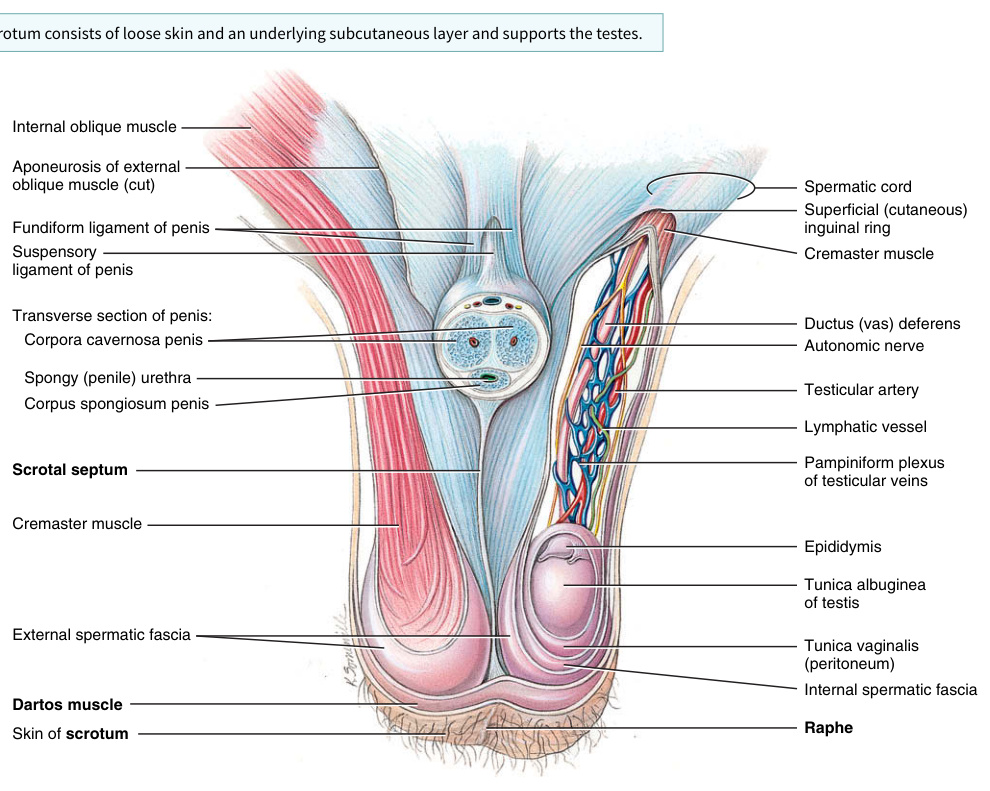 rotum consists of loose skin and an underlying subcutaneous layer and supports the testes.
Internal oblique muscle
Aponeurosis of external
oblique muscle (cut)
Fundiform ligament of penis
Suspensory
ligament of penis
Transverse section of penis:
Corpora cavernosa penis
Spongy (penile) urethra
Corpus spongiosum penis
Scrotal septum
Cremaster muscle
External spermatic fascia
Dartos muscle
Skin of scrotum
Spermatic cord
Superficial (cutaneous)
inguinal ring
Cremaster muscle
Ductus (vas) deferens
Autonomic nerve
Testicular artery
Lymphatic vessel
Pampiniform plexus
of testicular veins
Epididymis
Tunica albuginea
of testis
Tunica vaginalis
(peritoneum)
Internal spermatic fascia
Raphe